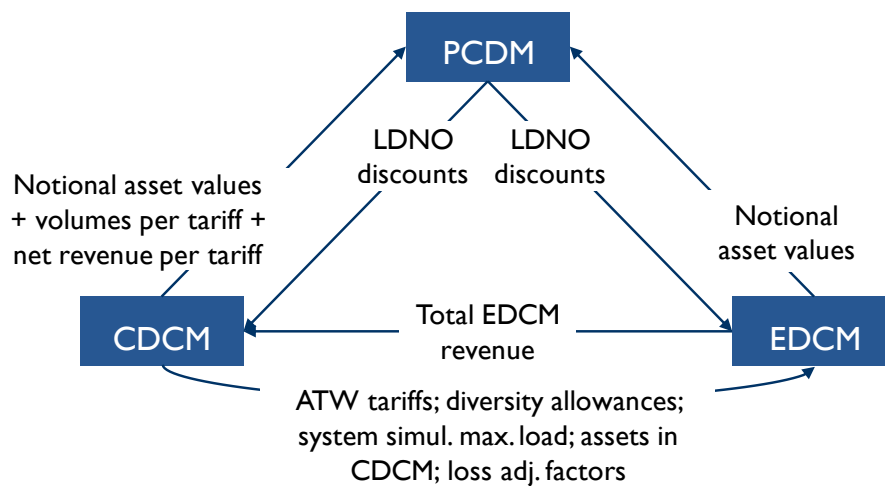 PCDM
LDNO
discounts
LDNO
discounts
Notional asset values
+ volumes per tariff +
net revenue per tariff
Notional
asset values
CDCM
Total EDCM
revenue
EDCM
ATW tariffs; diversity allowances;
system simul. max. load; assets in
CDCM; loss adj. factors